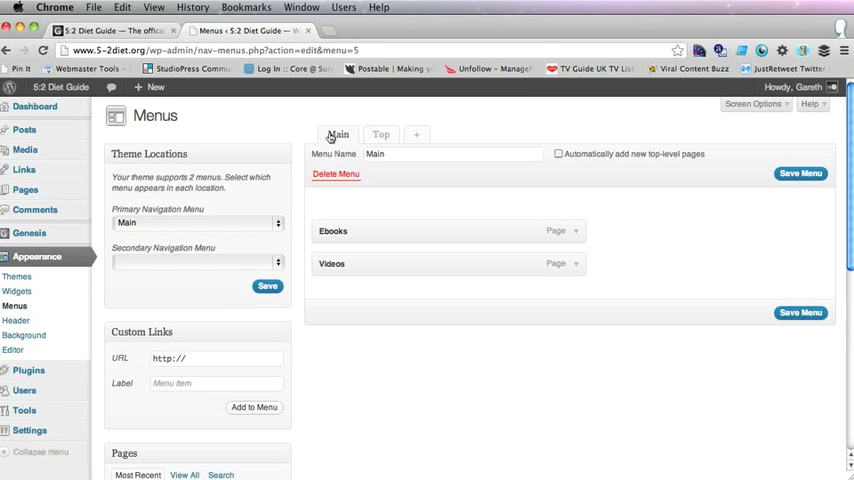 Chrome File Edit View History Bookmarks Window Users Help
5:2 Diet Guide — The offical
Menus ‹ 5:2 Diet Guide —
www.5-2diet.org/wp-admin/nav-menus.php?action=edit&menu=5
Pin It Webmaster Tools - StudioPress Commu Log In :: Core @ Su Postable | Making yo Unfollow - Manage TV Guide UK TV List Viral Content Buzz JustRetweet Twitter
5:2 Diet Guide + New Howdy, Gareth
Screen Options Help
Dashboard
Posts
Media
Links
Pages
Comments
Genesis
Appearance
Themes
Widgets
Menus
Header
Background
Editor
Plugins
Users
Tools
Settings
Collapse menu
Menus
Theme Locations
Your theme supports 2 menus. Select which
menu appears in each location.
Primary Navigation Menu
Main
Secondary Navigation Menu
Save
Custom Links
URL http://
Label Menu Item
Add to Menu
Pages
Most Recent View All Search
Main Top +
Menu Name Main Automatically add new top-level pages
Delete Menu Save Menu
Ebooks Page
Videos Page
Save Menu